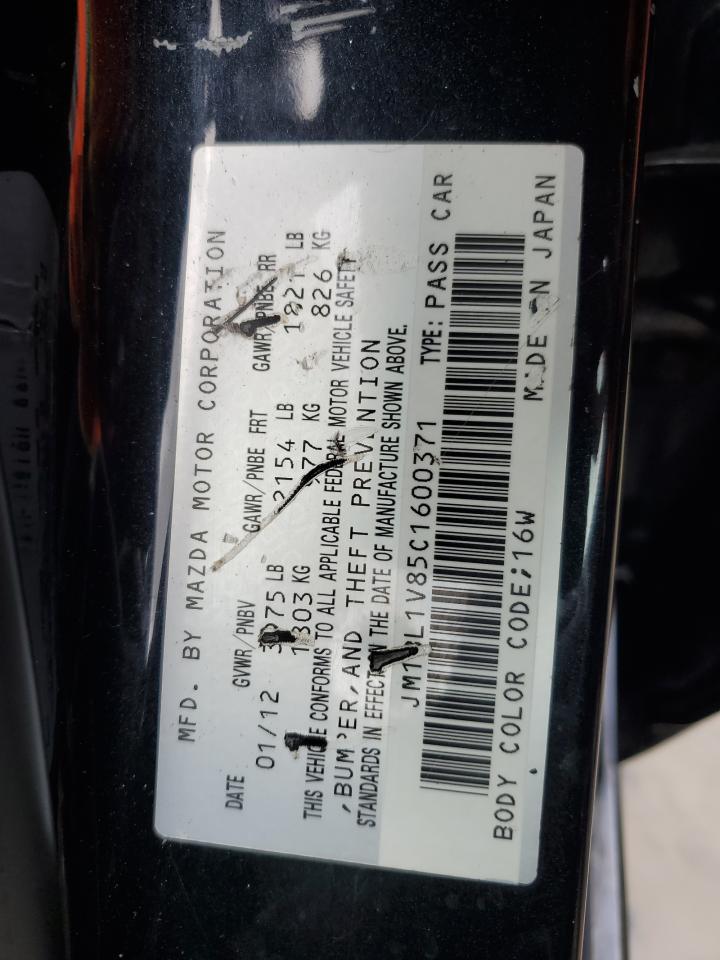 MFD. BY MAZDA MOTOR CORPORATION
DATE GVWR/PNBV GAWR/PNBE FRT GAWR/PNBE RR
01/12 LB 2154 LB LB
KG KG 826 KG
THIS VEHICLE CONFORMS TO ALL APPLICABLE FEDERAL MOTOR VEHICLE SAFETY
,BUMPER, AND THEFT PREVENTION
STANDARDS IN EFFECT ON THE DATE OF MANUFACTURE SHOWN ABOVE.
TYPE: PASS CAR
BODY COLOR CODE;16W MADE IN JAPAN